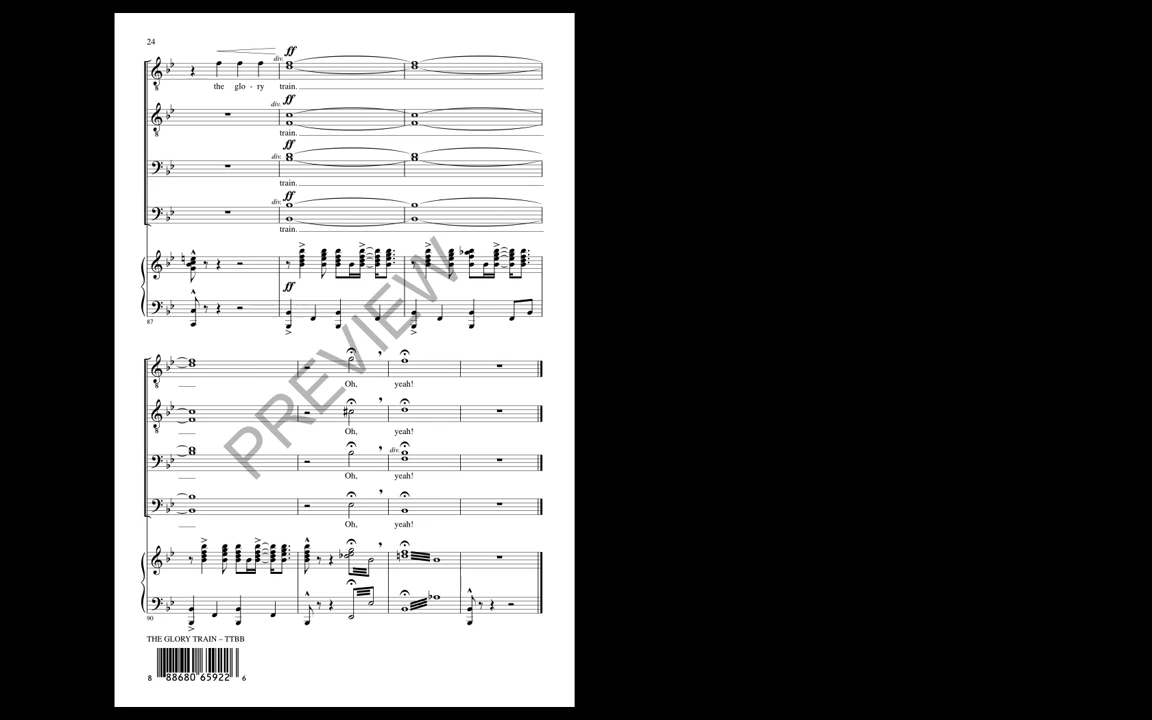 24
ff
div.
the glo - ry train.
ff
div.
train.
ff
div.
train.
ff
div.
train.
ff
87
PREVIEW
Oh, yeah!
Oh, yeah!
div.
Oh, yeah!
Oh, yeah!
90
THE GLORY TRAIN – TTBB
8 88680 65922 6